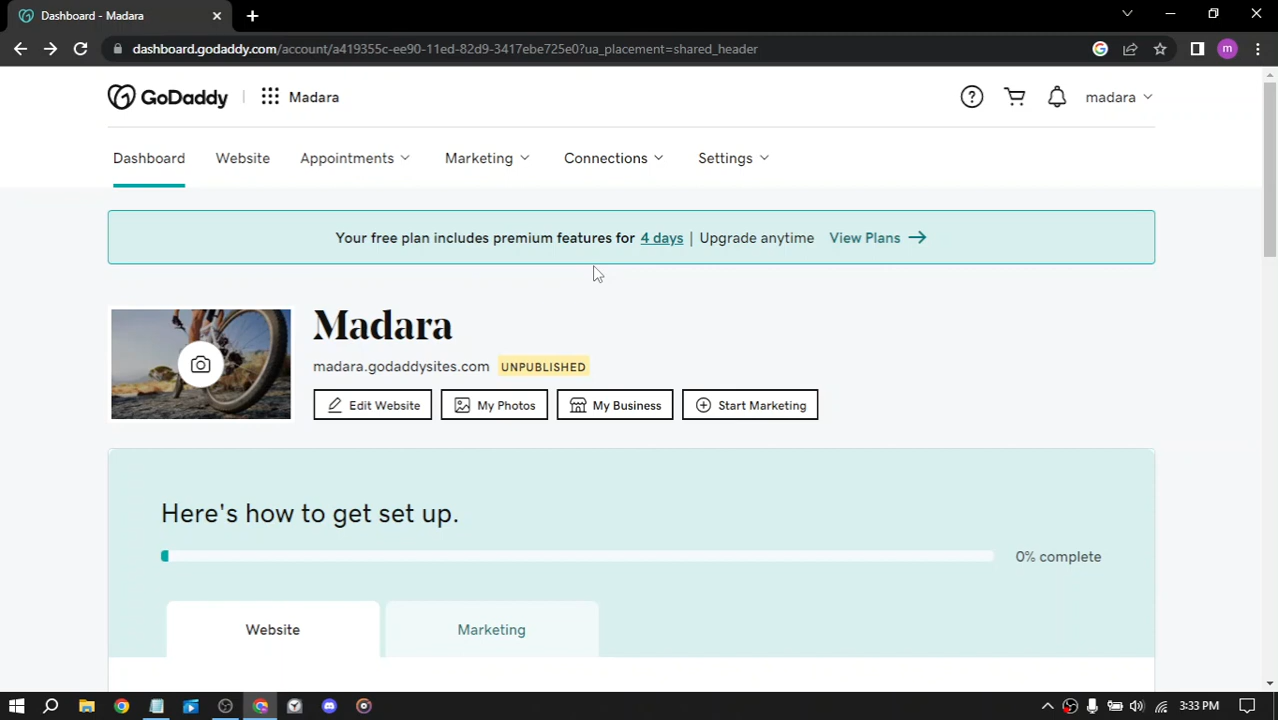 Dashboard - Madara
dashboard.godaddy.com/account/a419355c-ee90-11ed-82d9-3417ebe725e0?ua_placement=shared_header
m
GoDaddy
Madara
madara
Dashboard
Website
Appointments
Marketing
Connections
Settings
Your free plan includes premium features for 4 days | Upgrade anytime View Plans
Madara
madara.godaddysites.com UNPUBLISHED
Edit Website
My Photos
My Business
Start Marketing
Here's how to get set up.
0% complete
Website
Marketing
3:33 PM